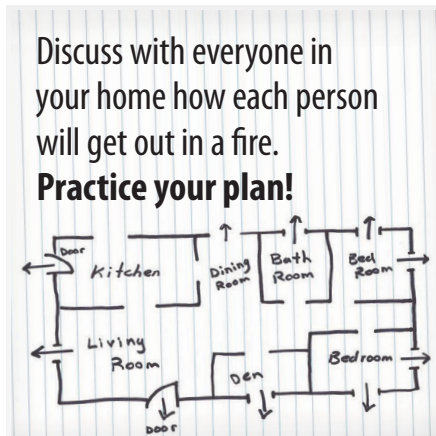 Discuss with everyone in
your home how each person
will get out in a fire.
Practice your plan!
Door
Kitchen
Dining
Room
Bath
Room
Bed
Room
Living
Room
Den
Bedroom
Door